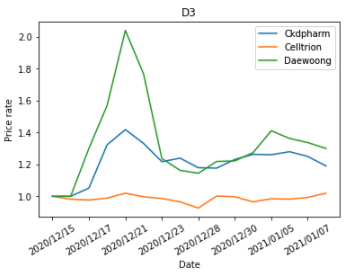 D3
Ckdpharm
Celltrion
Daewoong
Price rate
2.0
1.8
1.6
1.4
1.2
1.0
2020/12/15
2020/12/17
2020/12/21
2020/12/23
2020/12/28
2020/12/30
2021/01/05
2021/01/07
Date